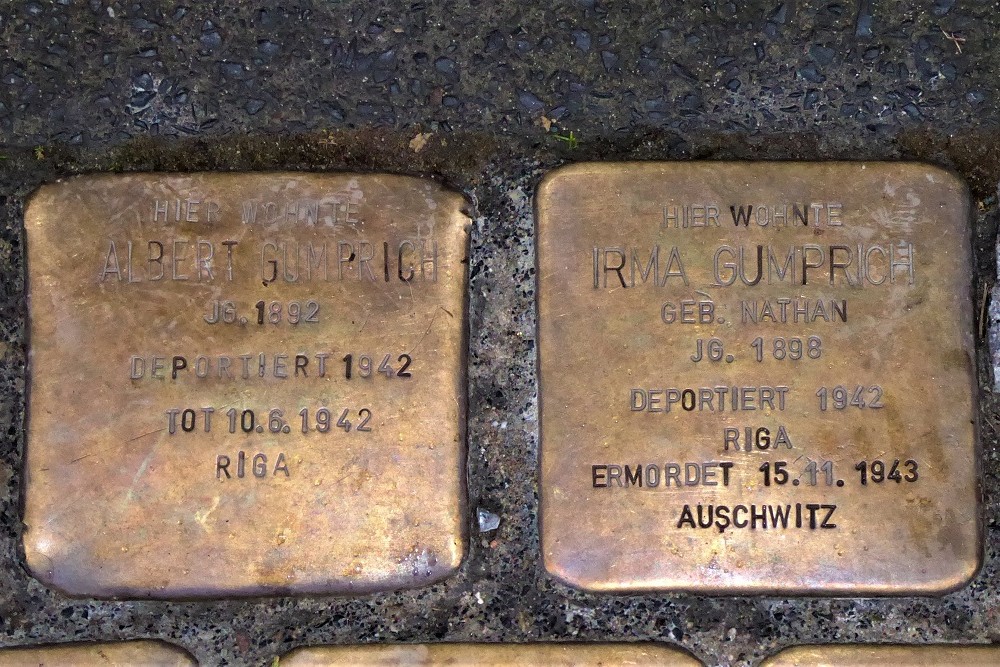 HIER WOHNTE
ALBERT GUMPRICH
JG. 1892
DEPORTIERT 1942
TOT 10.6.1942
RIGA
HIER WOHNTE
IRMA GUMPRICH
GEB. NATHAN
JG. 1898
DEPORTIERT 1942
RIGA
ERMORDET 15.11.1943
AUSCHWITZ